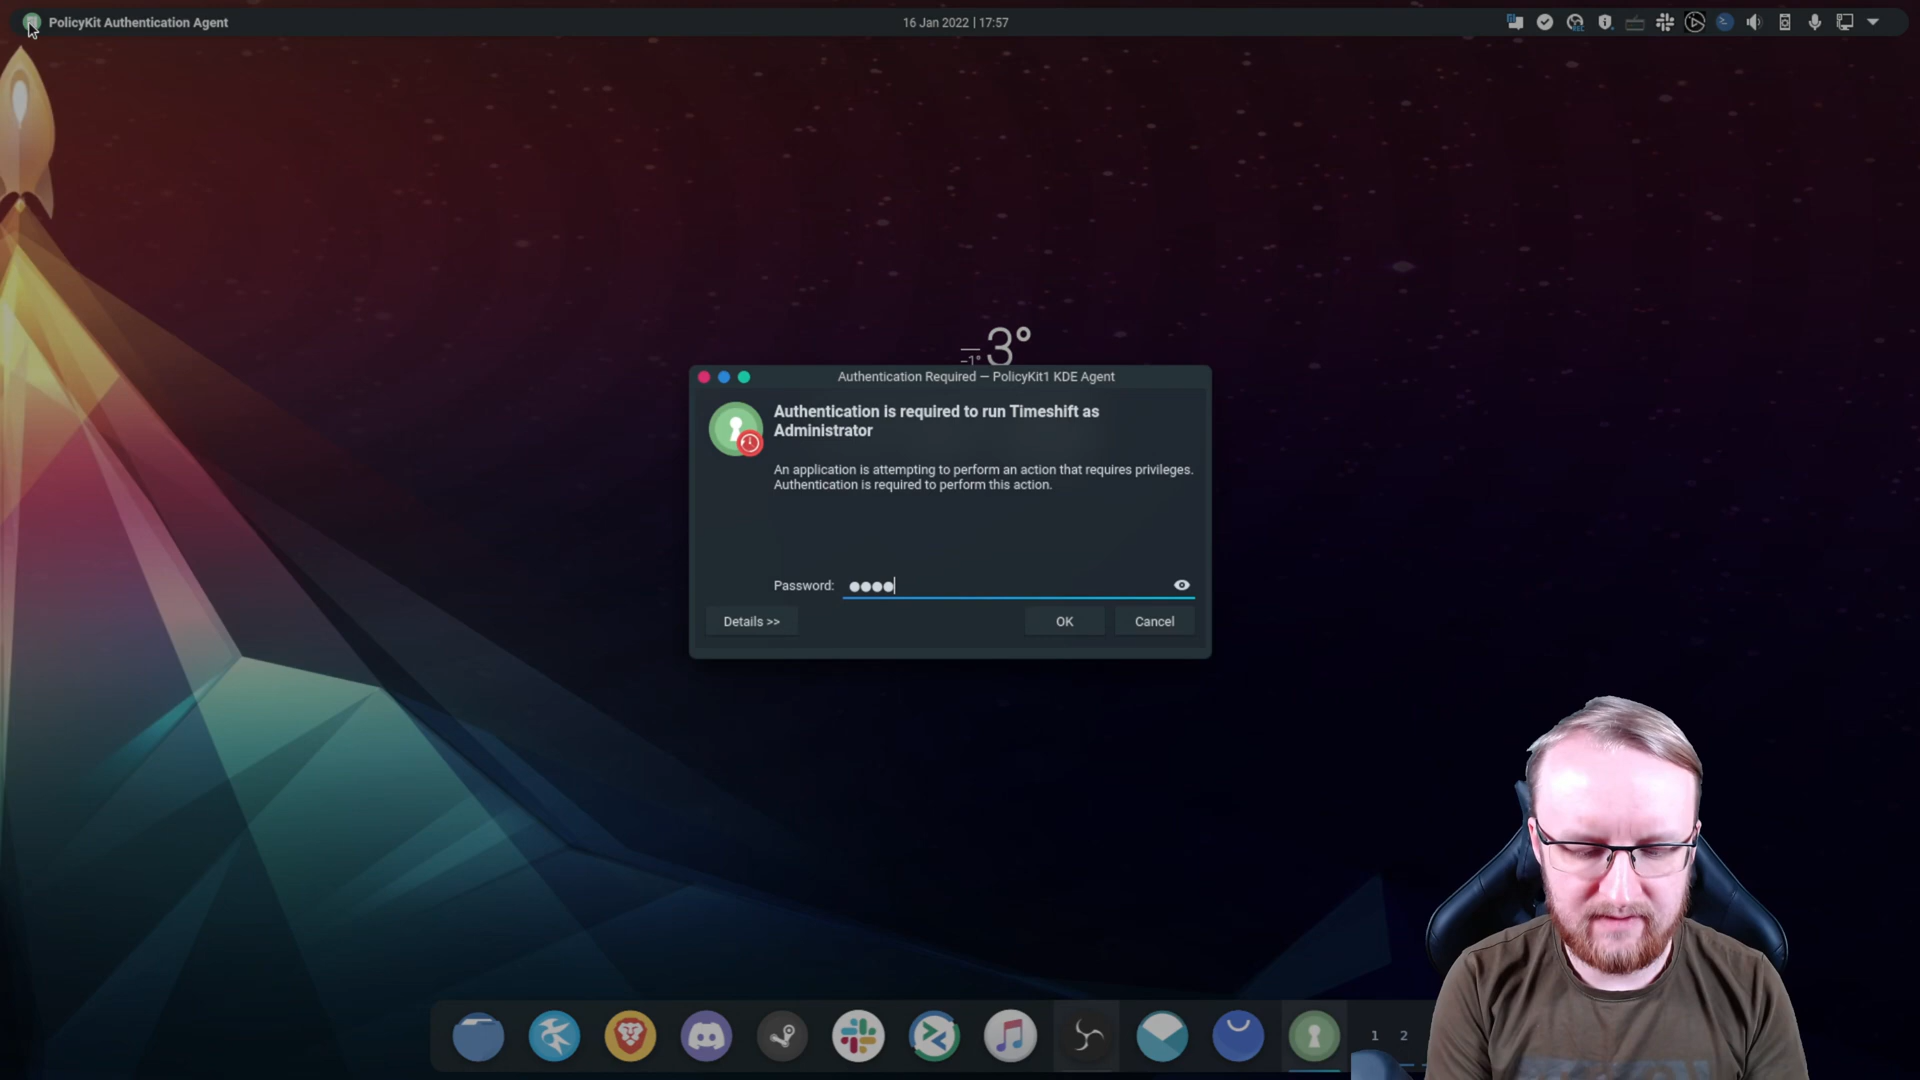 PolicyKit Authentication Agent
16 Jan 2022 | 17:57
3°
-1°
Authentication Required — PolicyKit1 KDE Agent
Authentication is required to run Timeshift as
Administrator
An application is attempting to perform an action that requires privileges.
Authentication is required to perform this action.
Password: ●●●●
Details >>
OK
Cancel
1 2